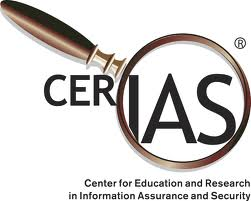 CERIAS®
Center for Education and Research
in Information Assurance and Security